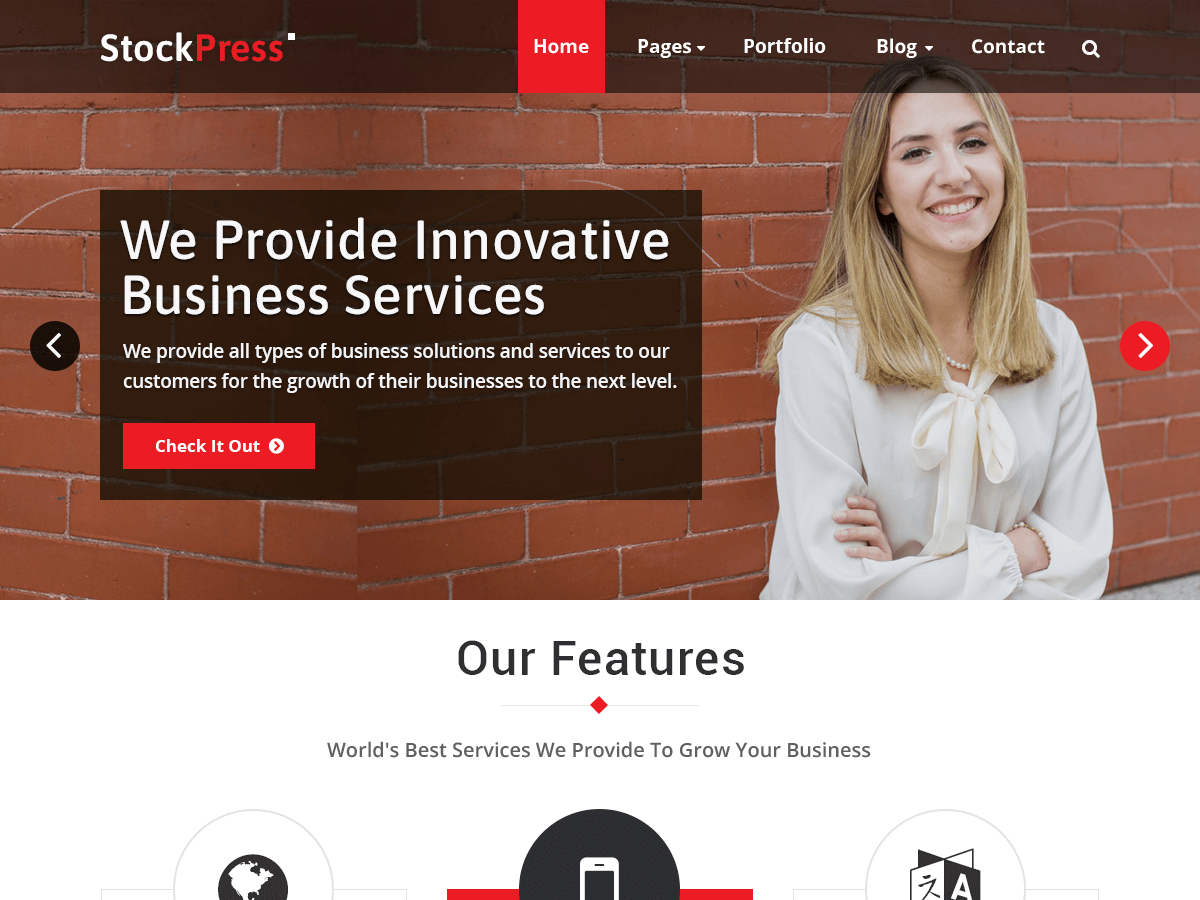 StockPress
Home Pages Portfolio Blog Contact
We Provide Innovative
Business Services
We provide all types of business solutions and services to our
customers for the growth of their businesses to the next level.
Check It Out
Our Features
World's Best Services We Provide To Grow Your Business
A